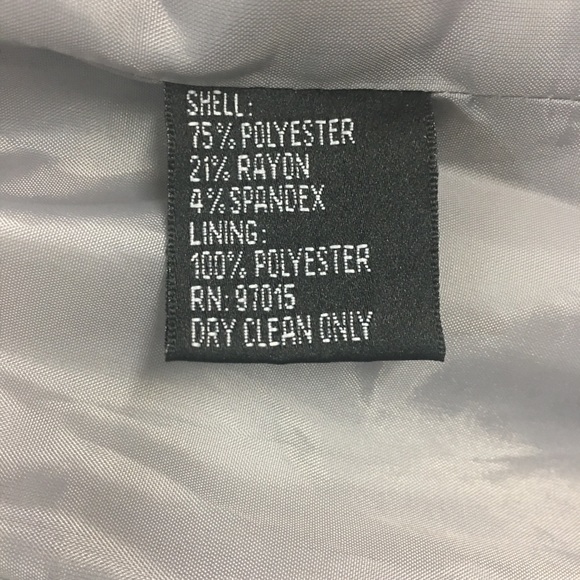 SHELL:
75% POLYESTER
21% RAYON
4% SPANDEX
LINING:
100% POLYESTER
RN: 97015
DRY CLEAN ONLY